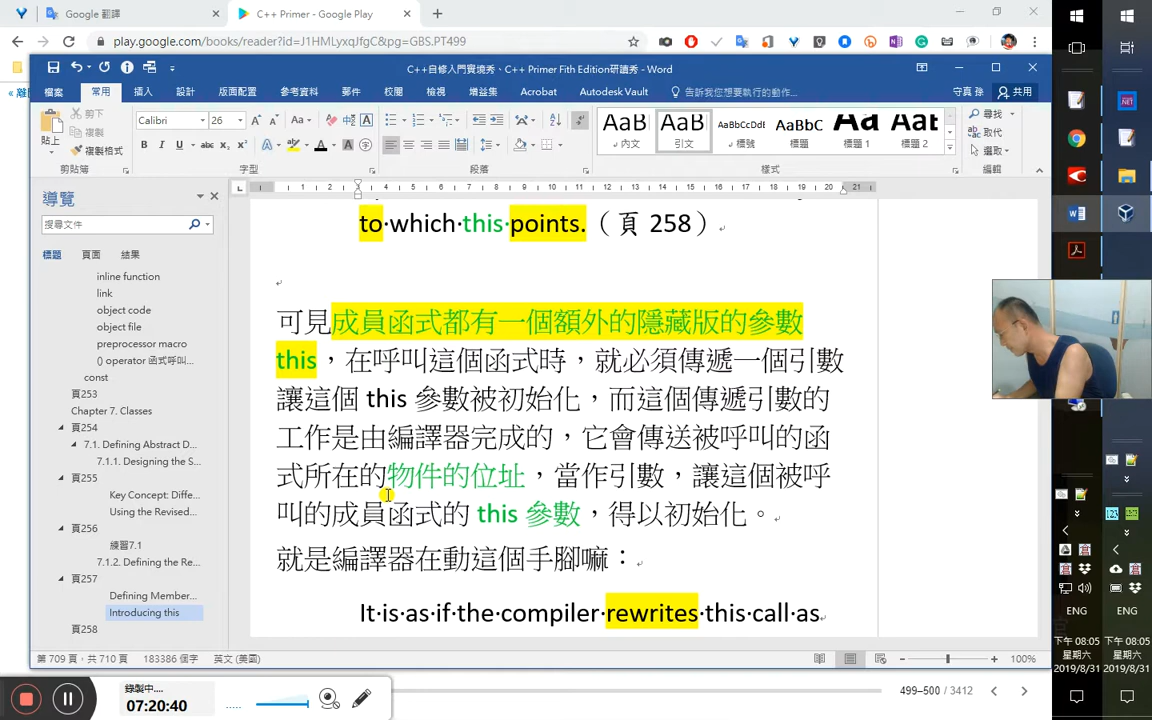 Google 翻譯
C++ Primer - Google Play
play.google.com/books/reader?id=J1HMLyxqJfgC&pg=GBS.PT499
C++自修入門實境秀、C++ Primer Fith Edition研讀秀 - Word
檔案 常用 插入 設計 版面配置 參考資料 郵件 校閱 檢視 增益集 Acrobat Autodesk Vault 告訴我您想要執行的動作... 守真 孫 共用
貼上 剪下 複製 複製格式
Calibri 26
AaB AaB AaBbCcDd AaBbCc Aa Aat
內文 引文 標號 標題 標題 1 標題 2
尋找 取代 選取
剪貼簿 字型 段落 樣式 編輯
導覽
搜尋文件
標題 頁面 結果
inline function
link
object code
object file
preprocessor macro
() operator 函式呼叫...
const
頁253
Chapter 7. Classes
頁254
7.1. Defining Abstract D...
7.1.1. Designing the S...
頁255
Key Concept: Diffe...
Using the Revised...
頁256
練習7.1
7.1.2. Defining the Re...
頁257
Defining Member...
Introducing this
頁258
to which this points.（頁 258）
可見成員函式都有一個額外的隱藏版的參數
this，在呼叫這個函式時，就必須傳遞一個引數
讓這個 this 參數被初始化，而這個傳遞引數的
工作是由編譯器完成的，它會傳送被呼叫的函
式所在的物件的位址，當作引數，讓這個被呼
叫的成員函式的 this 參數，得以初始化。
就是編譯器在動這個手腳嘛：
It is as if the compiler rewrites this call as
第 709 頁，共 710 頁 183386 個字 英文 (美國) 100%
錄製中....
07:20:40
499–500 / 3412
ENG ENG
下午 08:05 下午 08:05
星期六 星期六
2019/8/31 2019/8/31